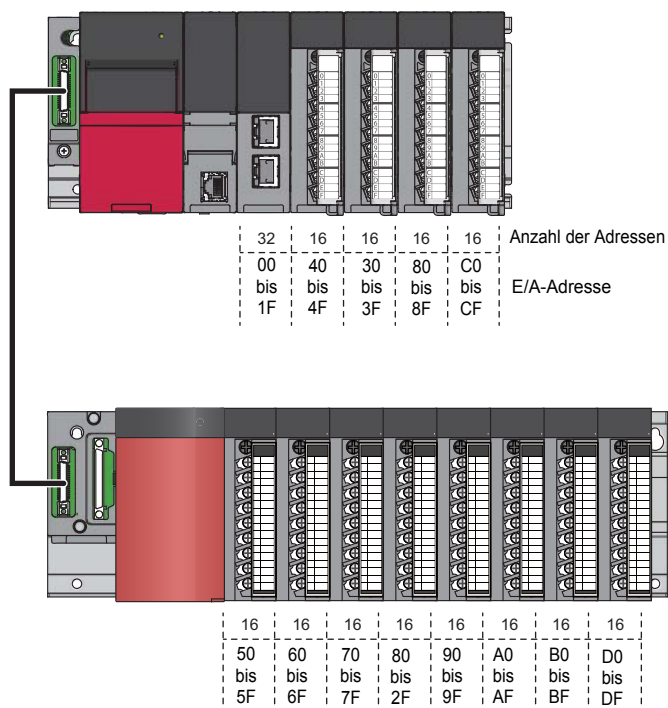 32 16 16 16 16 Anzahl der Adressen
00 40 30 80 C0
bis bis bis bis bis E/A-Adresse
1F 4F 3F 8F CF
16 16 16 16 16 16 16 16
50 60 70 80 90 A0 B0 D0
bis bis bis bis bis bis bis bis
5F 6F 7F 2F 9F AF BF DF